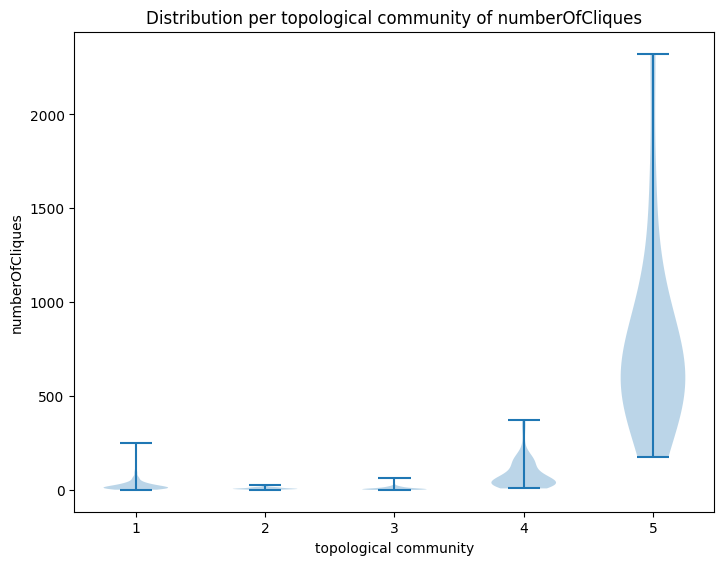 Distribution per topological community of numberOfCliques
numberOfCliques
2000
1500
1000
500
0
1 2 3 4 5
topological community